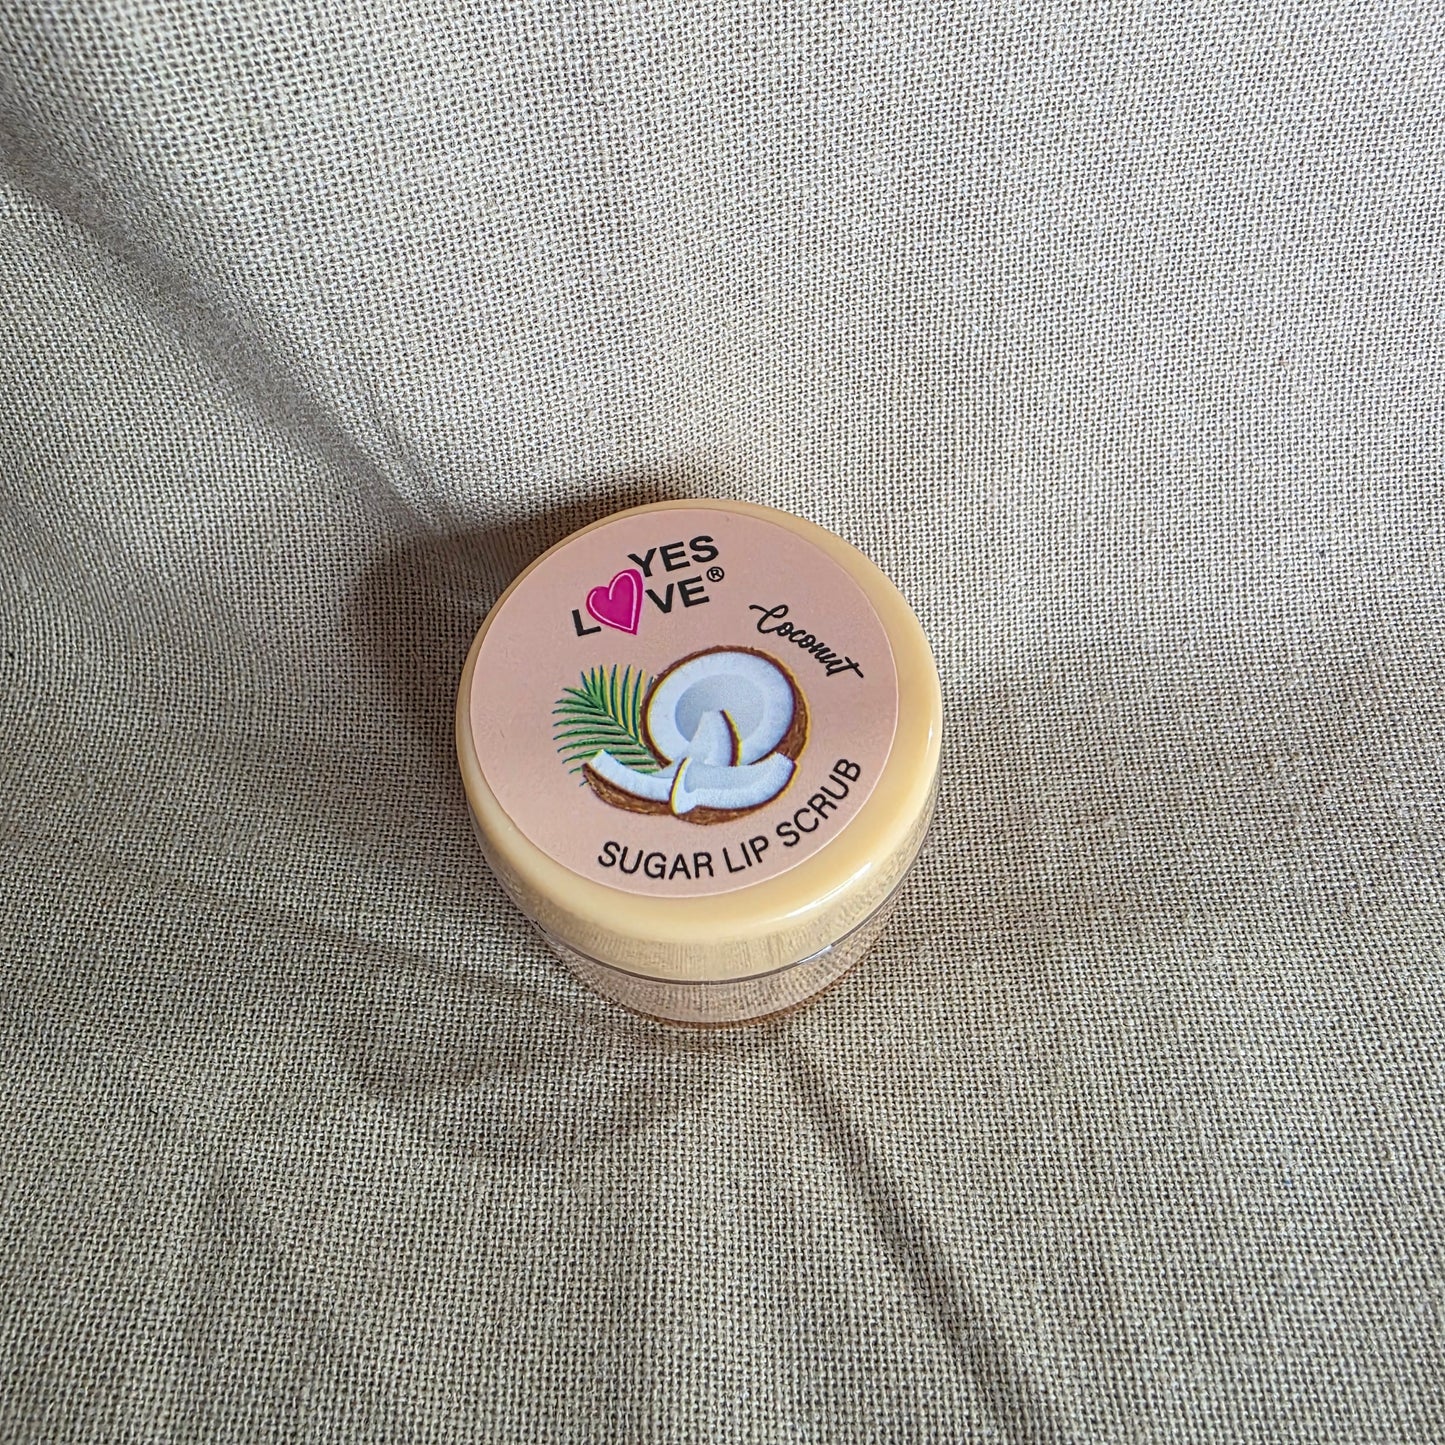 YES
LOVE®
Coconut
SUGAR LIP SCRUB